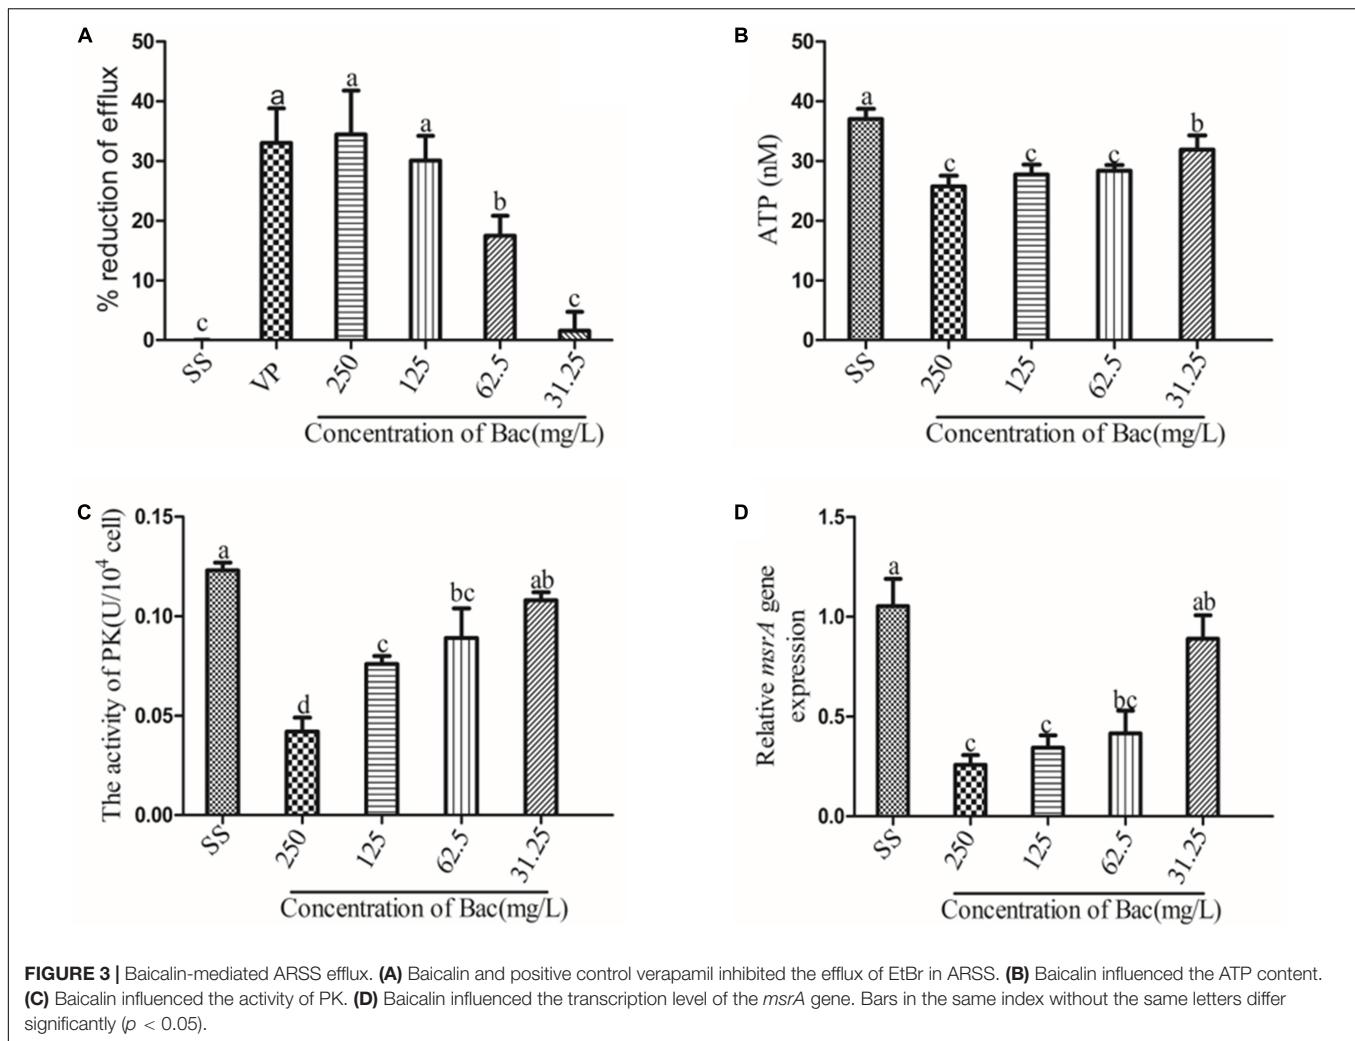 A
% reduction of efflux
50
40
30
20
10
0
c
a
a
a
b
c
SS
VP
250
125
62.5
31.25
Concentration of Bac(mg/L)
B
ATP (nM)
50
40
30
20
10
0
a
c
c
c
b
SS
250
125
62.5
31.25
Concentration of Bac(mg/L)
C
The activity of PK(U/10⁴ cell)
0.15
0.10
0.05
0.00
a
d
c
bc
ab
SS
250
125
62.5
31.25
Concentration of Bac(mg/L)
D
Relative msrA gene
expression
1.5
1.0
0.5
0.0
a
c
c
bc
ab
SS
250
125
62.5
31.25
Concentration of Bac(mg/L)
FIGURE 3 | Baicalin-mediated ARSS efflux. (A) Baicalin and positive control verapamil inhibited the efflux of EtBr in ARSS. (B) Baicalin influenced the ATP content.
(C) Baicalin influenced the activity of PK. (D) Baicalin influenced the transcription level of the msrA gene. Bars in the same index without the same letters differ
significantly (p < 0.05).